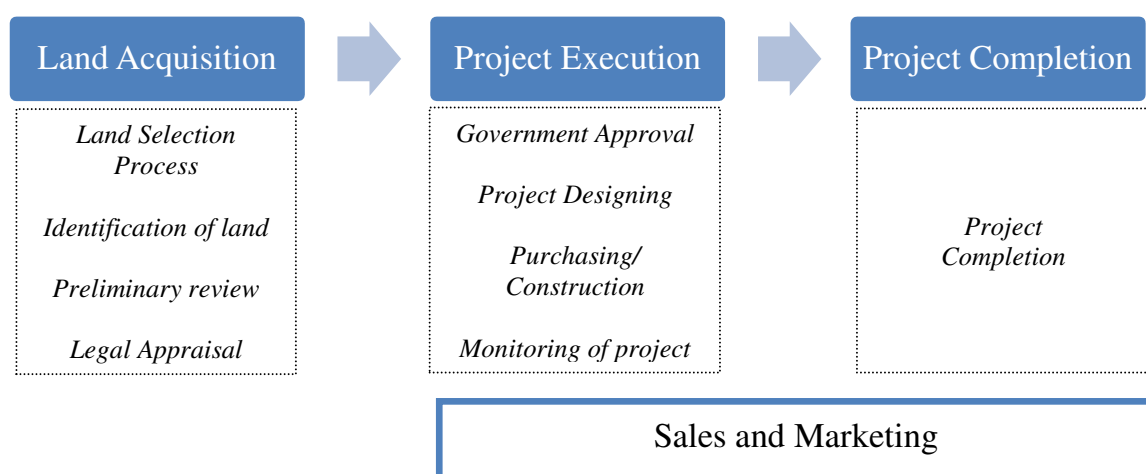 Land Acquisition
Project Execution
Project Completion
Land Selection
Process
Identification of land
Preliminary review
Legal Appraisal
Government Approval
Project Designing
Purchasing/
Construction
Monitoring of project
Project
Completion
Sales and Marketing